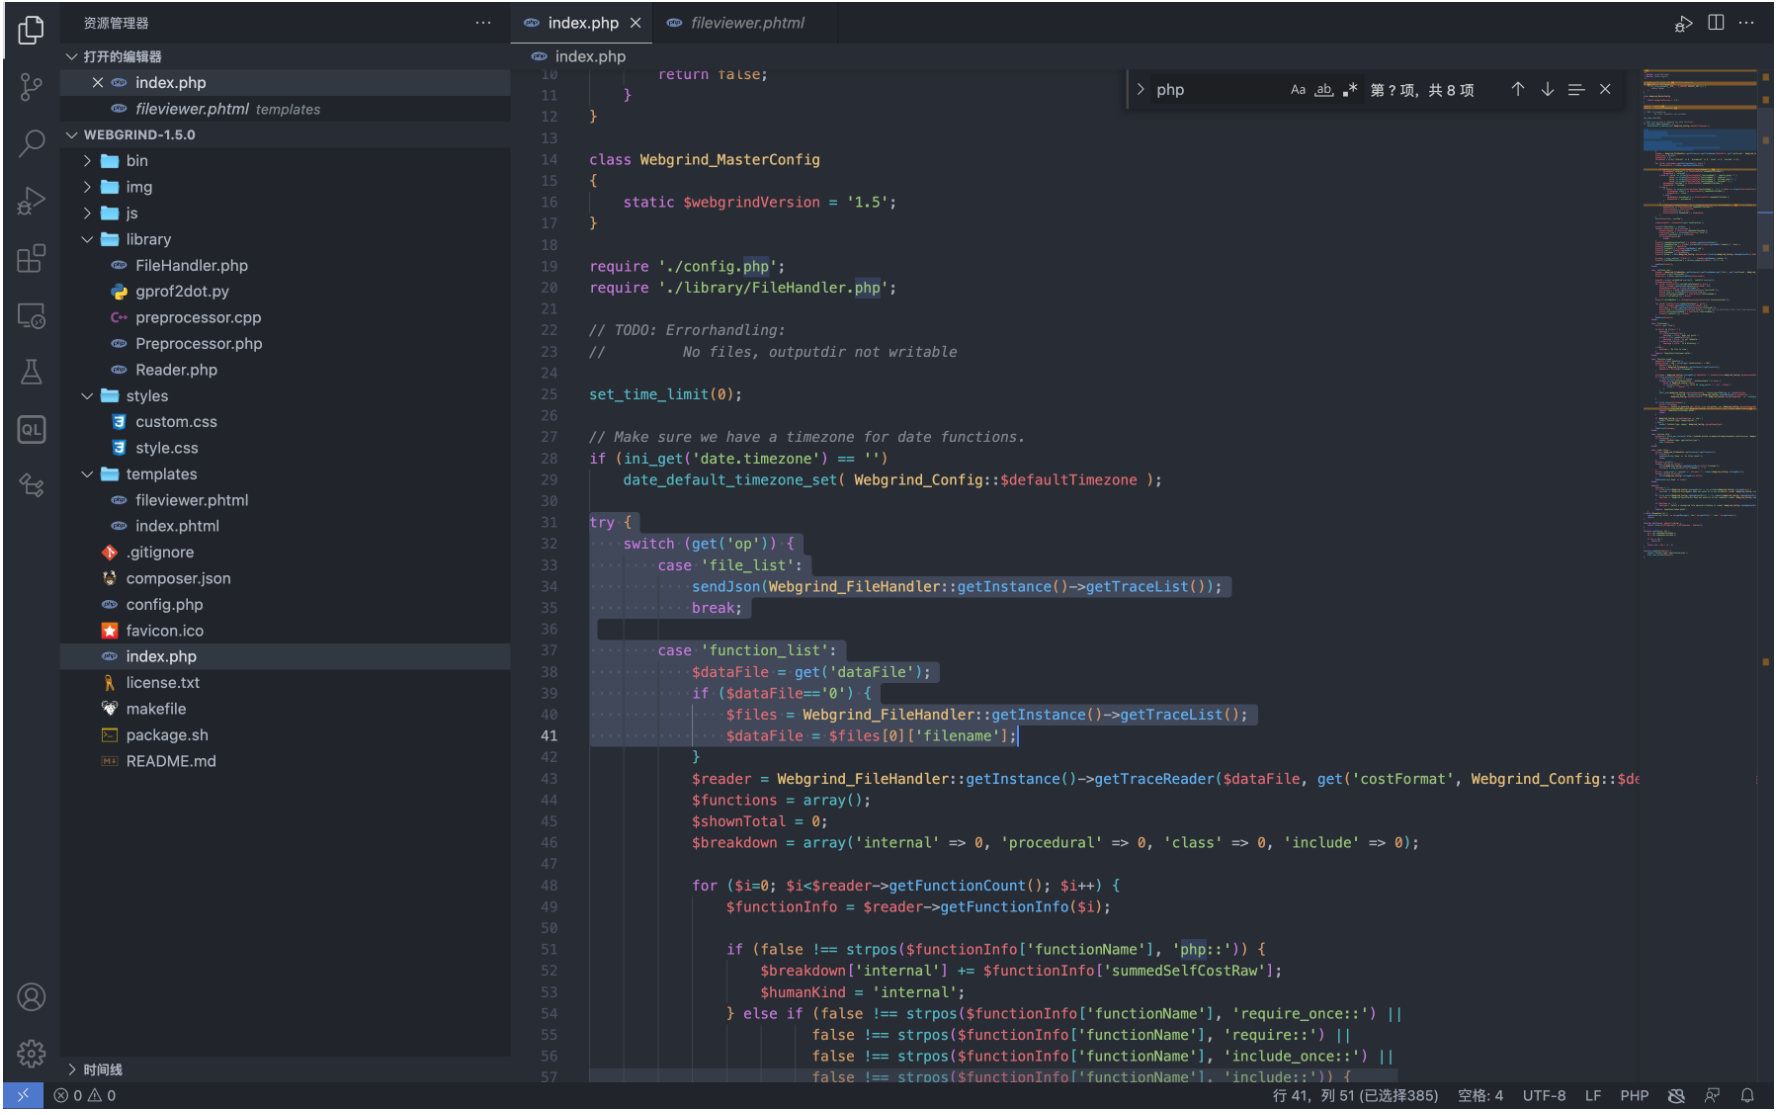 资源管理器
打开的编辑器
index.php
fileviewer.phtml templates
WEBGRIND-1.5.0
bin
img
js
library
FileHandler.php
gprof2dot.py
preprocessor.cpp
Preprocessor.php
Reader.php
styles
custom.css
style.css
templates
fileviewer.phtml
index.phtml
.gitignore
composer.json
config.php
favicon.ico
index.php
license.txt
makefile
package.sh
README.md
时间线
index.php fileviewer.phtml
index.php
php Aa ab 第 ? 项，共 8 项
10 return false;
11 }
12 }
13
14 class Webgrind_MasterConfig
15 {
16 static $webgrindVersion = '1.5';
17 }
18
19 require './config.php';
20 require './library/FileHandler.php';
21
22 // TODO: Errorhandling:
23 // No files, outputdir not writable
24
25 set_time_limit(0);
26
27 // Make sure we have a timezone for date functions.
28 if (ini_get('date.timezone') == '')
29 date_default_timezone_set( Webgrind_Config::$defaultTimezone );
30
31 try {
32 switch (get('op')) {
33 case 'file_list':
34 sendJson(Webgrind_FileHandler::getInstance()->getTraceList());
35 break;
36
37 case 'function_list':
38 $dataFile = get('dataFile');
39 if ($dataFile=='0') {
40 $files = Webgrind_FileHandler::getInstance()->getTraceList();
41 $dataFile = $files[0]['filename'];
42 }
43 $reader = Webgrind_FileHandler::getInstance()->getTraceReader($dataFile, get('costFormat', Webgrind_Config::$de
44 $functions = array();
45 $shownTotal = 0;
46 $breakdown = array('internal' => 0, 'procedural' => 0, 'class' => 0, 'include' => 0);
47
48 for ($i=0; $i<$reader->getFunctionCount(); $i++) {
49 $functionInfo = $reader->getFunctionInfo($i);
50
51 if (false !== strpos($functionInfo['functionName'], 'php::')) {
52 $breakdown['internal'] += $functionInfo['summedSelfCostRaw'];
53 $humanKind = 'internal';
54 } else if (false !== strpos($functionInfo['functionName'], 'require_once::') ||
55 false !== strpos($functionInfo['functionName'], 'require::') ||
56 false !== strpos($functionInfo['functionName'], 'include_once::') ||
57 false !== strpos($functionInfo['functionName'], 'include::')) {
0 0 行 41，列 51 (已选择385) 空格: 4 UTF-8 LF PHP